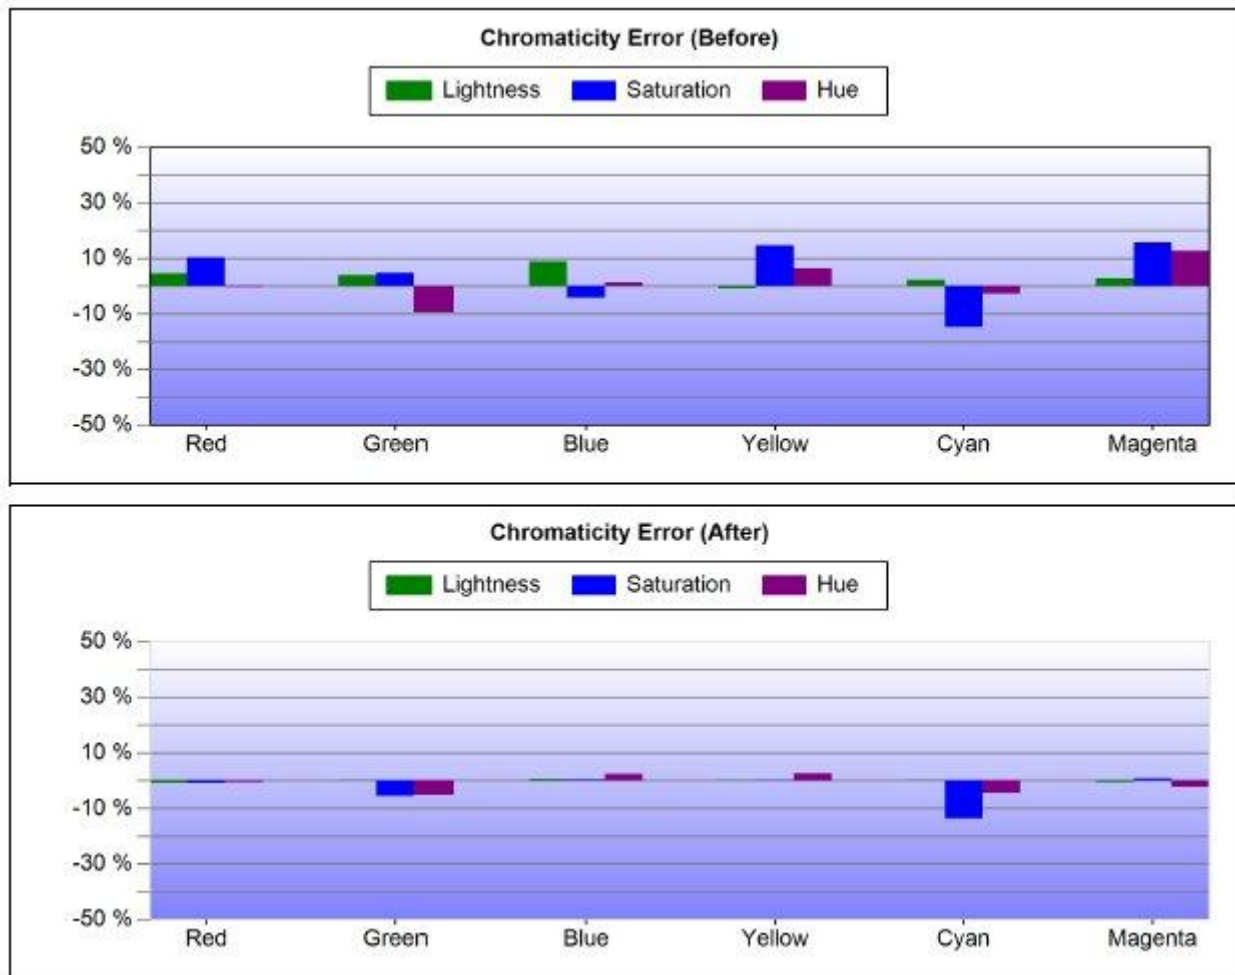 Chromaticity Error (Before)
Lightness Saturation Hue
50 %
30 %
10 %
-10 %
-30 %
-50 %
Red Green Blue Yellow Cyan Magenta
Chromaticity Error (After)
Lightness Saturation Hue
50 %
30 %
10 %
-10 %
-30 %
-50 %
Red Green Blue Yellow Cyan Magenta